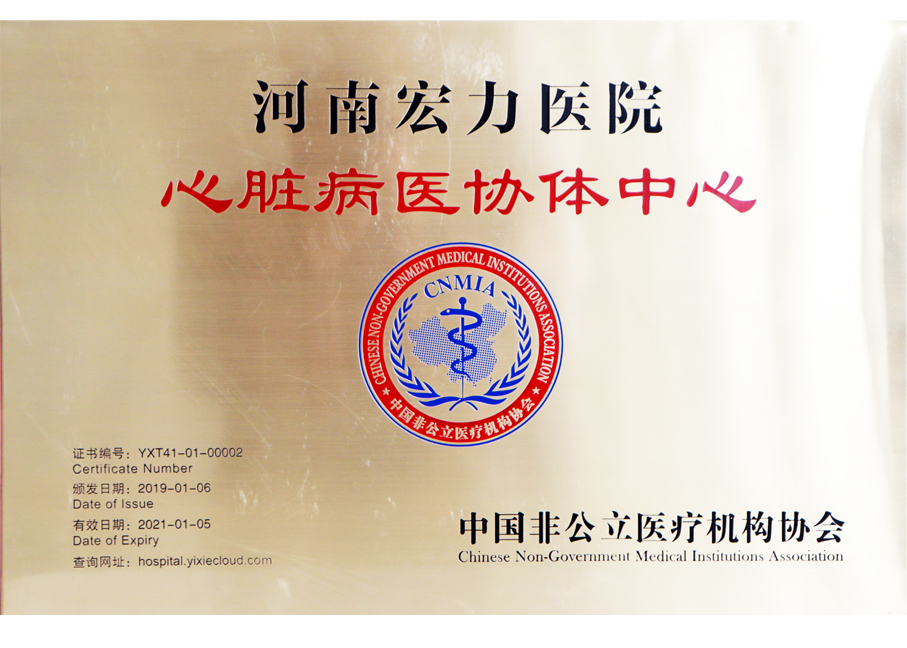 河南宏力医院
心脏病医协体中心
CHINESE NON-GOVERNMENT MEDICAL INSTITUTIONS ASSOCIATION
CNMIA
中国非公立医疗机构协会
证书编号：YXT41-01-00002
Certificate Number
颁发日期：2019-01-06
Date of Issue
有效日期：2021-01-05
Date of Expiry
查询网址：hospital.yixiecloud.com
中国非公立医疗机构协会
Chinese Non-Government Medical Institutions Association